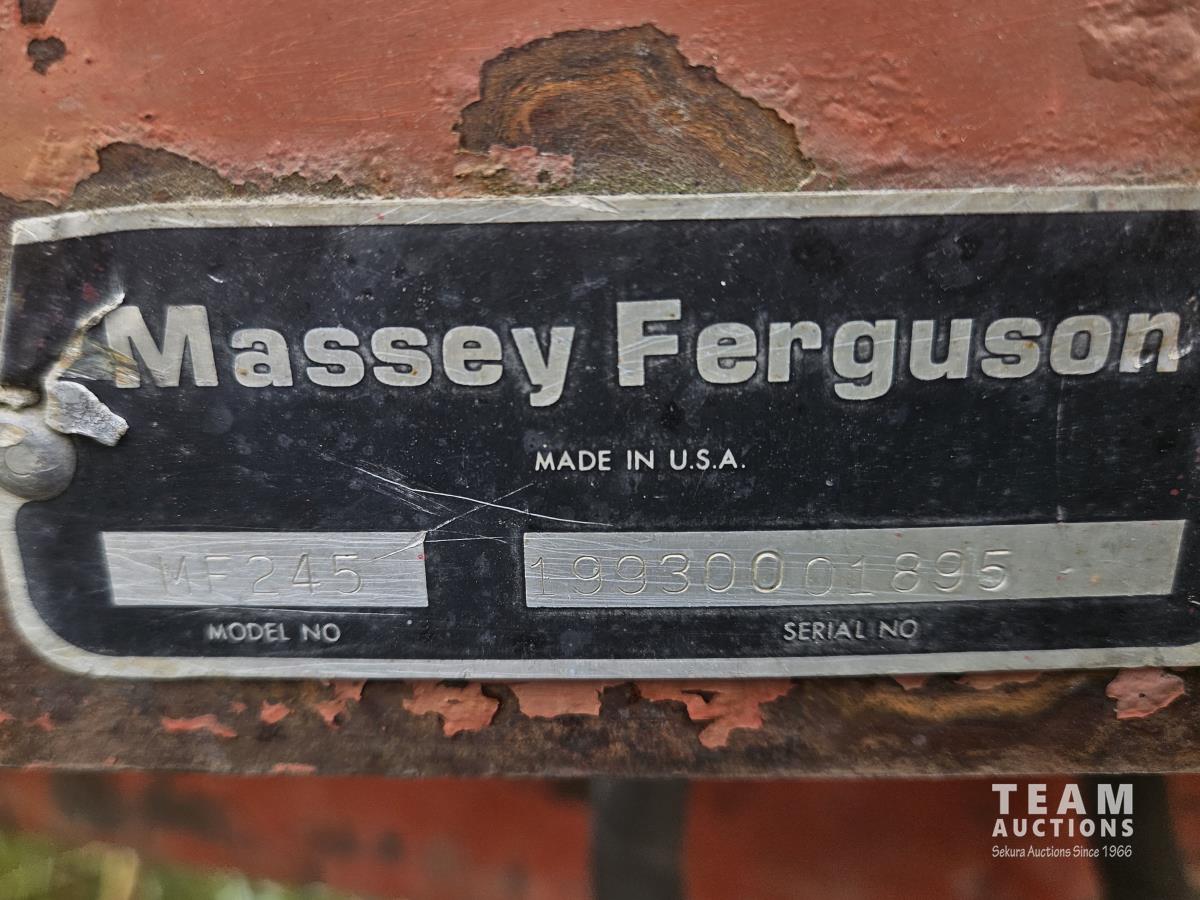 Massey Ferguson
MADE IN U.S.A.
MF245 19930001895
MODEL NO SERIAL NO
TEAM
AUCTIONS
Sekura Auctions Since 1966